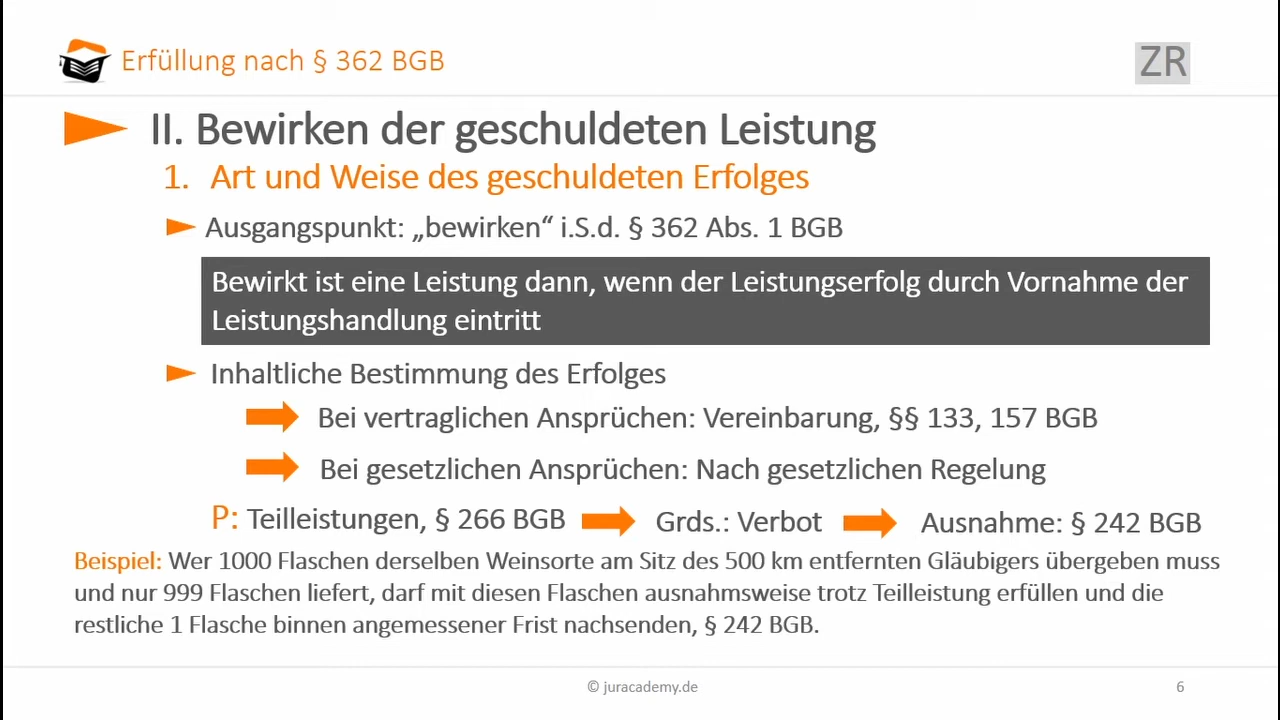 Erfüllung nach § 362 BGB
ZR
II. Bewirken der geschuldeten Leistung
1. Art und Weise des geschuldeten Erfolges
Ausgangspunkt: „bewirken“ i.S.d. § 362 Abs. 1 BGB
Bewirkt ist eine Leistung dann, wenn der Leistungserfolg durch Vornahme der
Leistungshandlung eintritt
Inhaltliche Bestimmung des Erfolges
Bei vertraglichen Ansprüchen: Vereinbarung, §§ 133, 157 BGB
Bei gesetzlichen Ansprüchen: Nach gesetzlichen Regelung
P: Teilleistungen, § 266 BGB Grds.: Verbot Ausnahme: § 242 BGB
Beispiel: Wer 1000 Flaschen derselben Weinsorte am Sitz des 500 km entfernten Gläubigers übergeben muss
und nur 999 Flaschen liefert, darf mit diesen Flaschen ausnahmsweise trotz Teilleistung erfüllen und die
restliche 1 Flasche binnen angemessener Frist nachsenden, § 242 BGB.
© juracademy.de
6